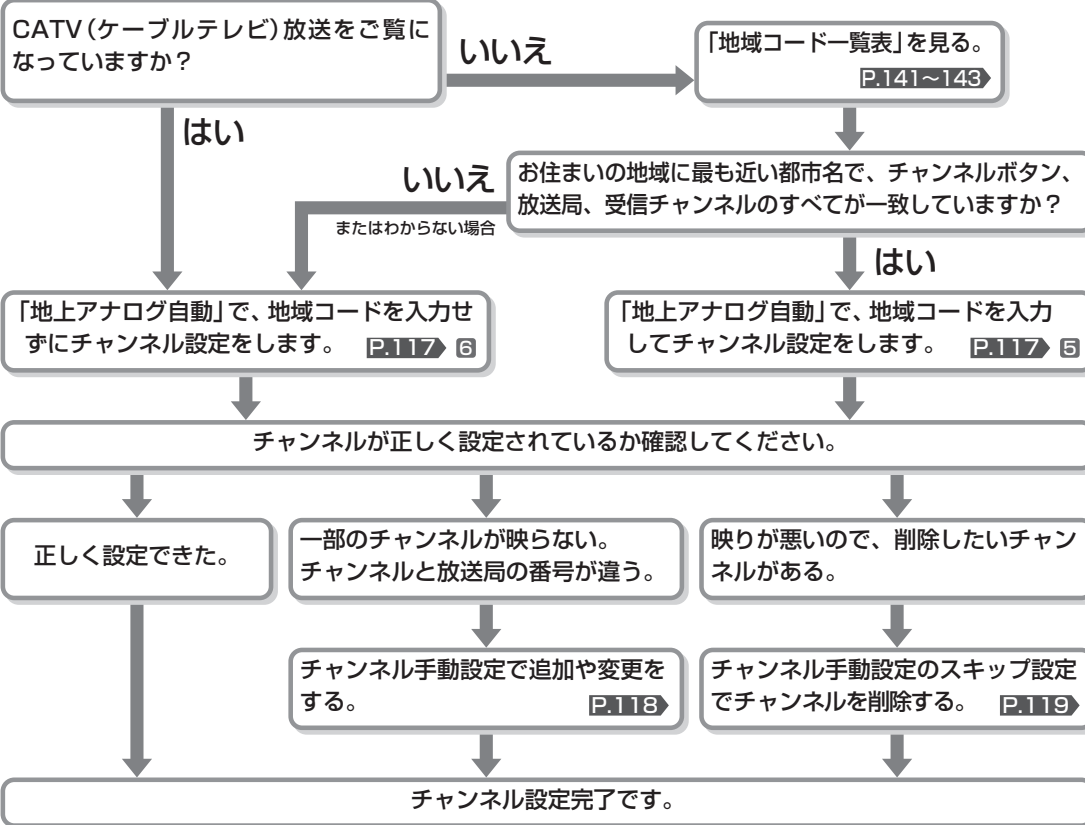 CATV(ケーブルテレビ)放送をご覧に
なっていますか？
いいえ
「地域コード一覧表」を見る。
P.141～143
はい
お住まいの地域に最も近い都市名で、チャンネルボタン、
放送局、受信チャンネルのすべてが一致していますか？
いいえ
またはわからない場合
はい
「地上アナログ自動」で、地域コードを入力せ
ずにチャンネル設定をします。 P.117 6
「地上アナログ自動」で、地域コードを入力
してチャンネル設定をします。 P.117 5
チャンネルが正しく設定されているか確認してください。
正しく設定できた。
一部のチャンネルが映らない。
チャンネルと放送局の番号が違う。
映りが悪いので、削除したいチャン
ネルがある。
チャンネル手動設定で追加や変更を
する。 P.118
チャンネル手動設定のスキップ設定
でチャンネルを削除する。 P.119
チャンネル設定完了です。